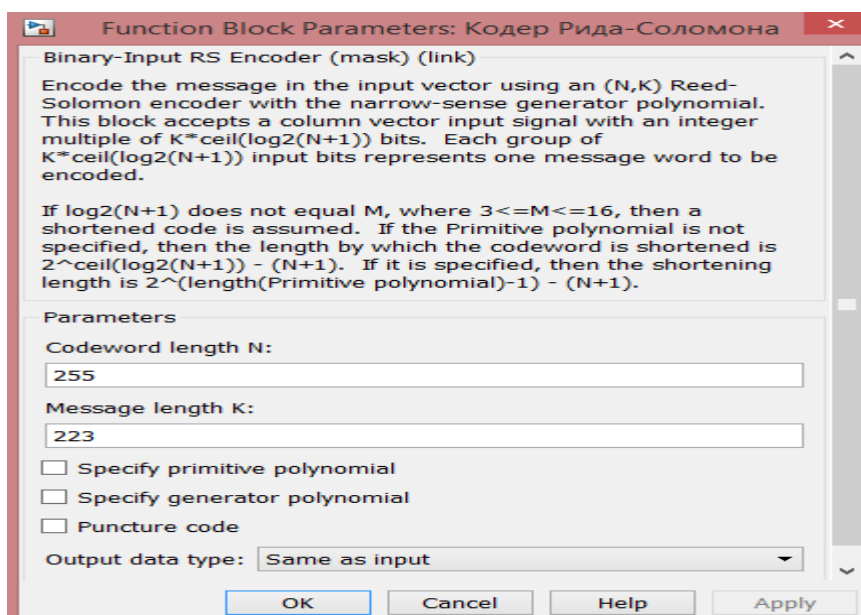 Function Block Parameters: Кодер Рида-Соломона
Binary-Input RS Encoder (mask) (link)
Encode the message in the input vector using an (N,K) Reed-
Solomon encoder with the narrow-sense generator polynomial.
This block accepts a column vector input signal with an integer
multiple of K*ceil(log2(N+1)) bits. Each group of
K*ceil(log2(N+1)) input bits represents one message word to be
encoded.
If log2(N+1) does not equal M, where 3<=M<=16, then a
shortened code is assumed. If the Primitive polynomial is not
specified, then the length by which the codeword is shortened is
2^ceil(log2(N+1)) - (N+1). If it is specified, then the shortening
length is 2^(length(Primitive polynomial)-1) - (N+1).
Parameters
Codeword length N:
255
Message length K:
223
Specify primitive polynomial
Specify generator polynomial
Puncture code
Output data type: Same as input
OK Cancel Help Apply